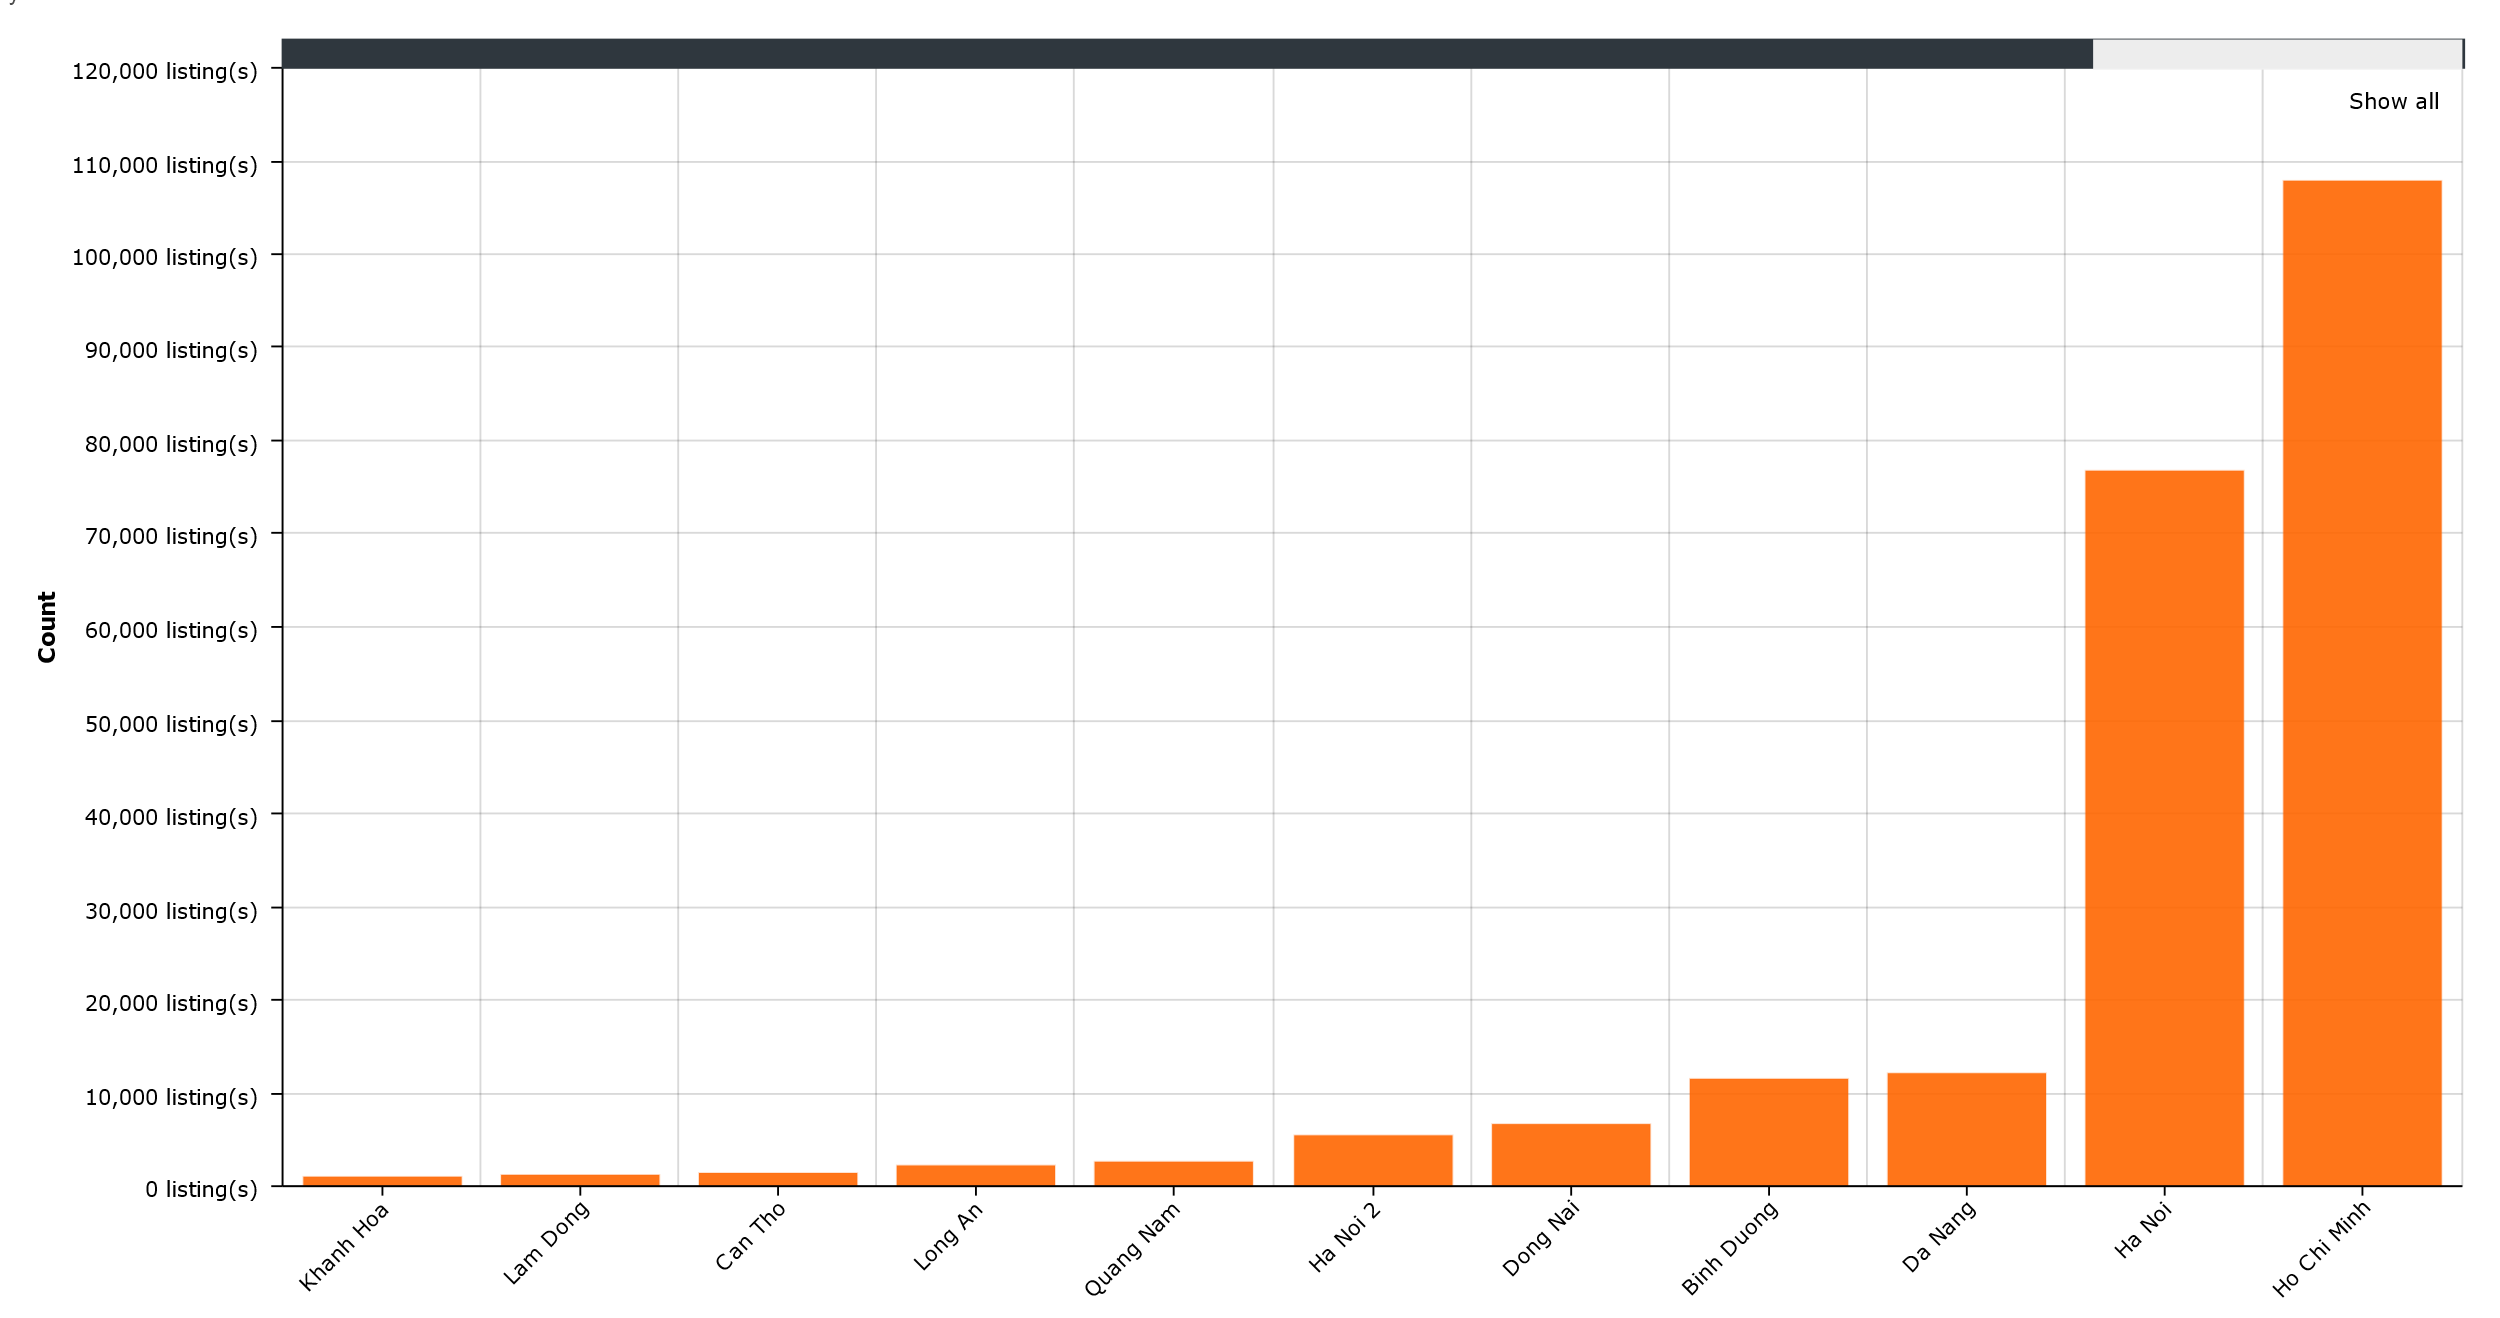 120,000 listing(s)
Show all
110,000 listing(s)
100,000 listing(s)
90,000 listing(s)
80,000 listing(s)
70,000 listing(s)
60,000 listing(s)
50,000 listing(s)
40,000 listing(s)
30,000 listing(s)
20,000 listing(s)
10,000 listing(s)
0 listing(s)
Count
Khanh Hoa
Lam Dong
Can Tho
Long An
Quang Nam
Ha Noi 2
Dong Nai
Binh Duong
Da Nang
Ha Noi
Ho Chi Minh